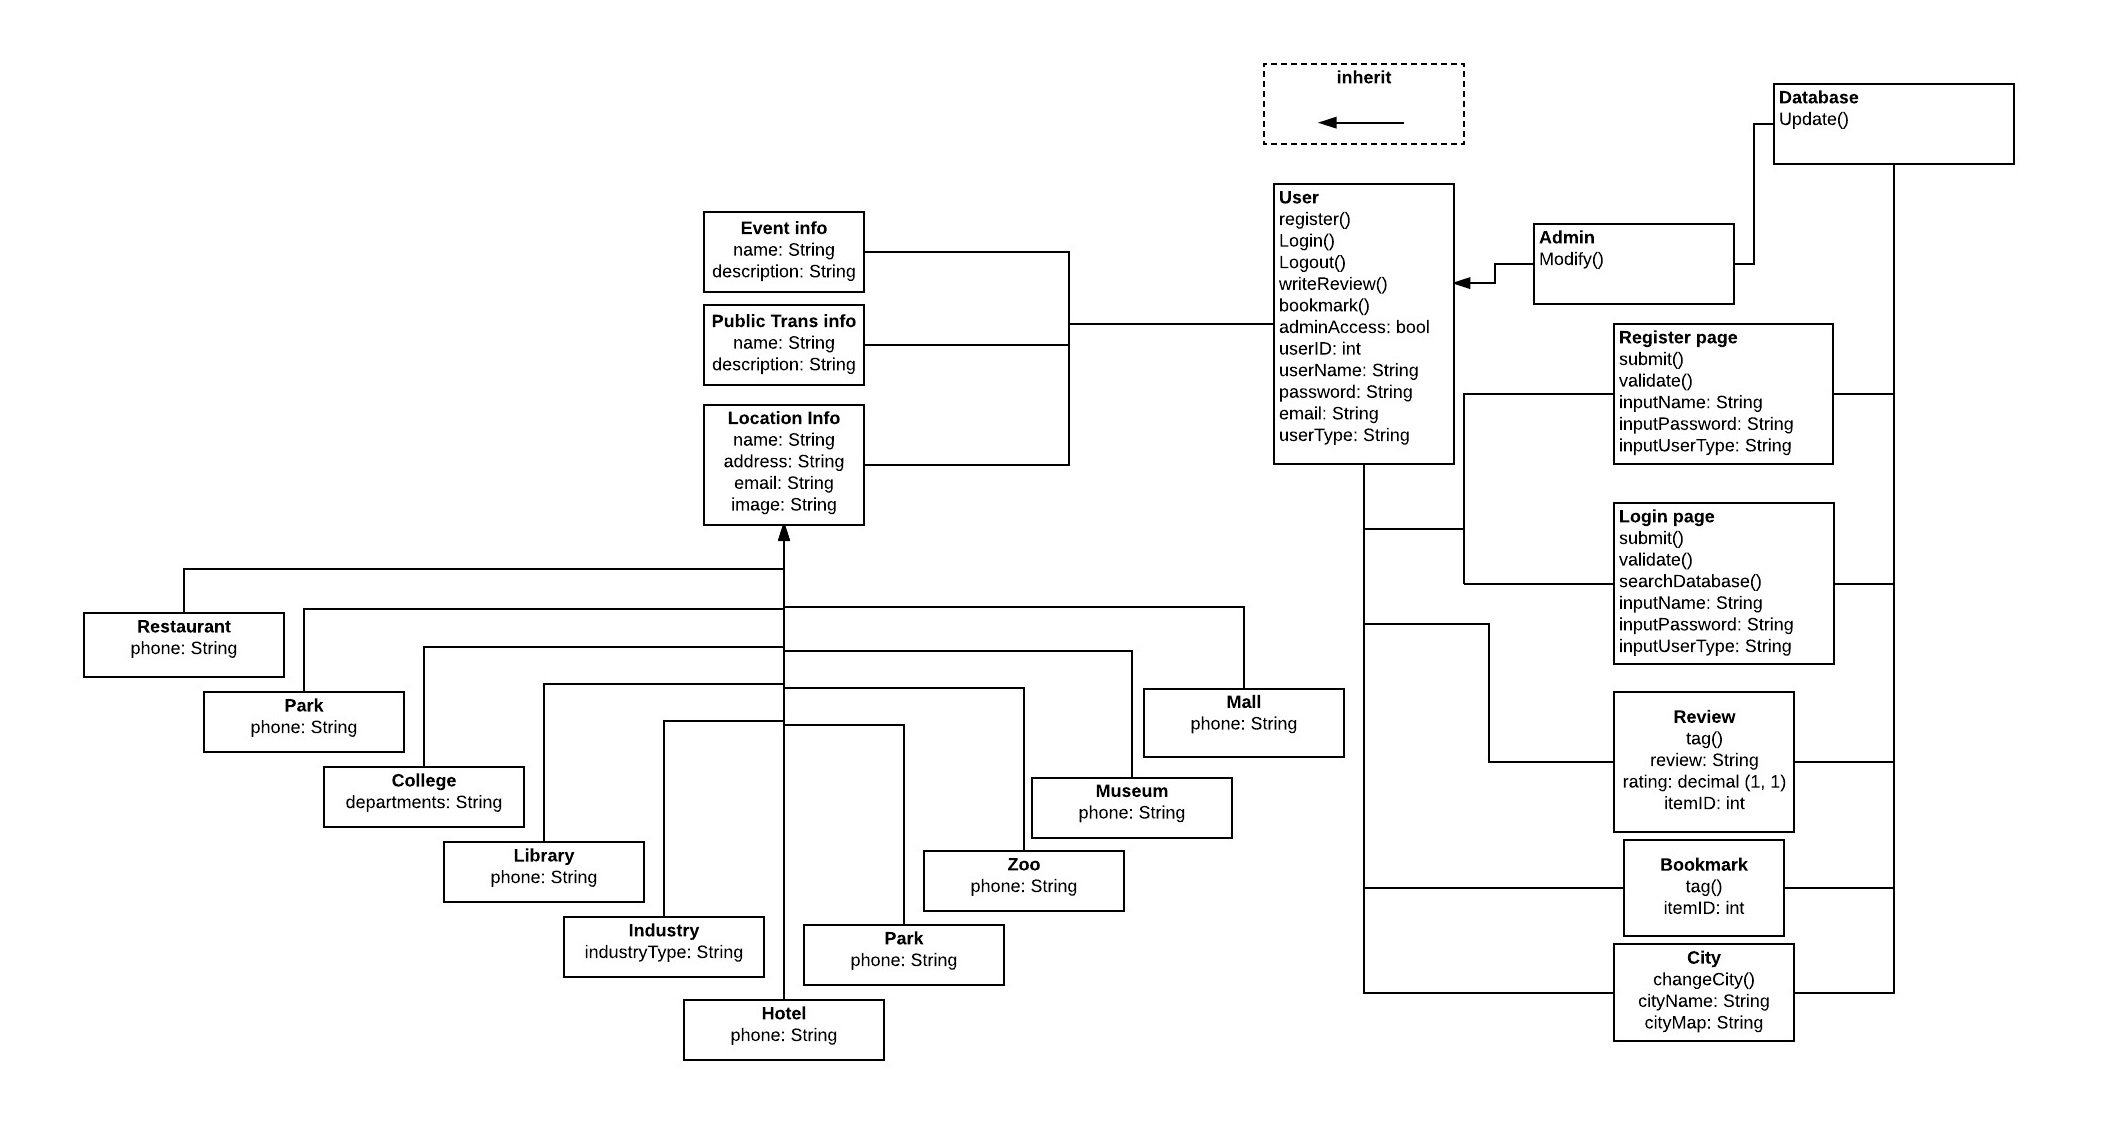 inherit
Database
Update()
User
register()
Login()
Logout()
writeReview()
bookmark()
adminAccess: bool
userID: int
userName: String
password: String
email: String
userType: String
Admin
Modify()
Event info
name: String
description: String
Public Trans info
name: String
description: String
Location Info
name: String
address: String
email: String
image: String
Register page
submit()
validate()
inputName: String
inputPassword: String
inputUserType: String
Login page
submit()
validate()
searchDatabase()
inputName: String
inputPassword: String
inputUserType: String
Restaurant
phone: String
Park
phone: String
College
departments: String
Library
phone: String
Industry
industryType: String
Hotel
phone: String
Park
phone: String
Zoo
phone: String
Museum
phone: String
Mall
phone: String
Review
tag()
review: String
rating: decimal (1, 1)
itemID: int
Bookmark
tag()
itemID: int
City
changeCity()
cityName: String
cityMap: String